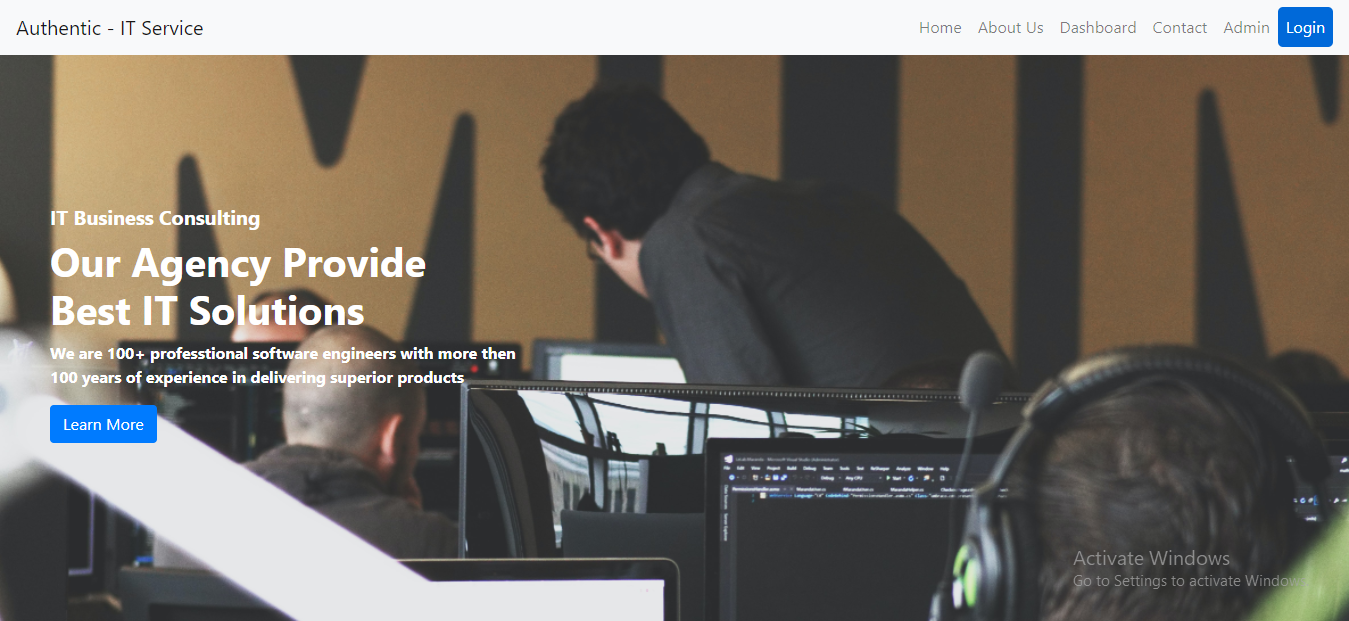 Authentic - IT Service
Home About Us Dashboard Contact Admin Login
IT Business Consulting
Our Agency Provide
Best IT Solutions
We are 100+ professtional software engineers with more then
100 years of experience in delivering superior products
Learn More
Activate Windows
Go to Settings to activate Windows